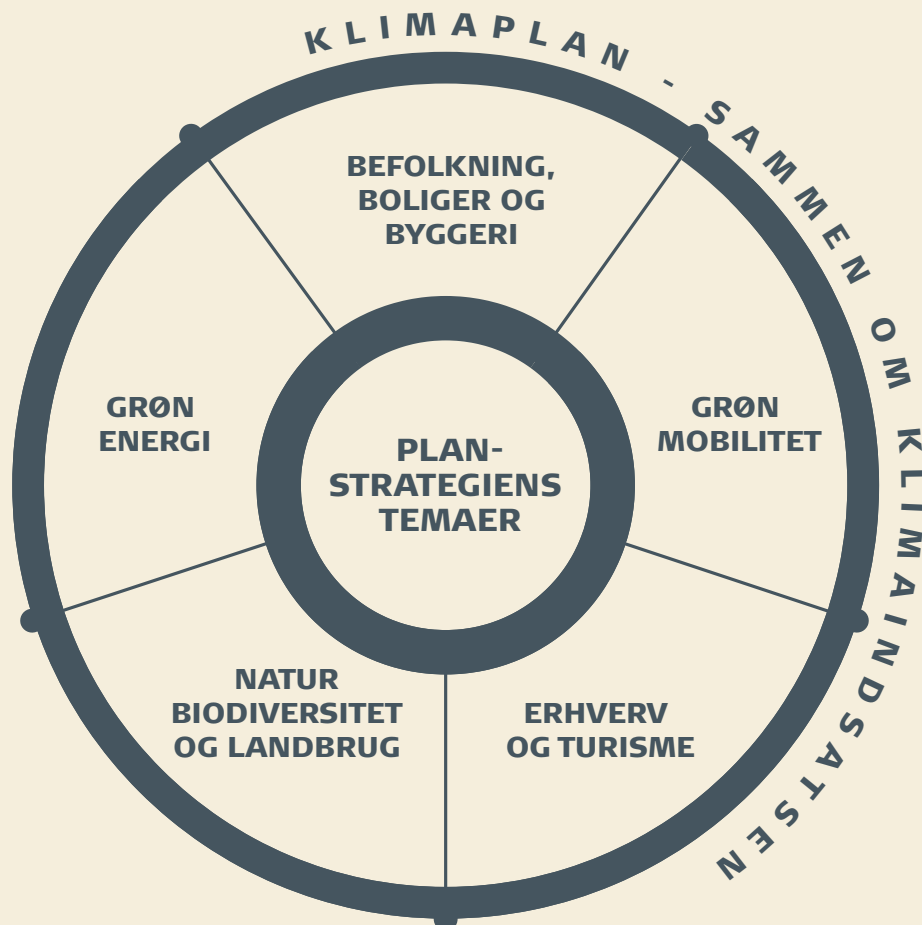 KLIMAPLAN - SAMMEN OM KLIMAINDSATSEN
BEFOLKNING,
BOLIGER OG
BYGGERI
GRØN
ENERGI
GRØN
MOBILITET
PLAN-
STRATEGIENS
TEMAER
NATUR
BIODIVERSITET
OG LANDBRUG
ERHVERV
OG TURISME